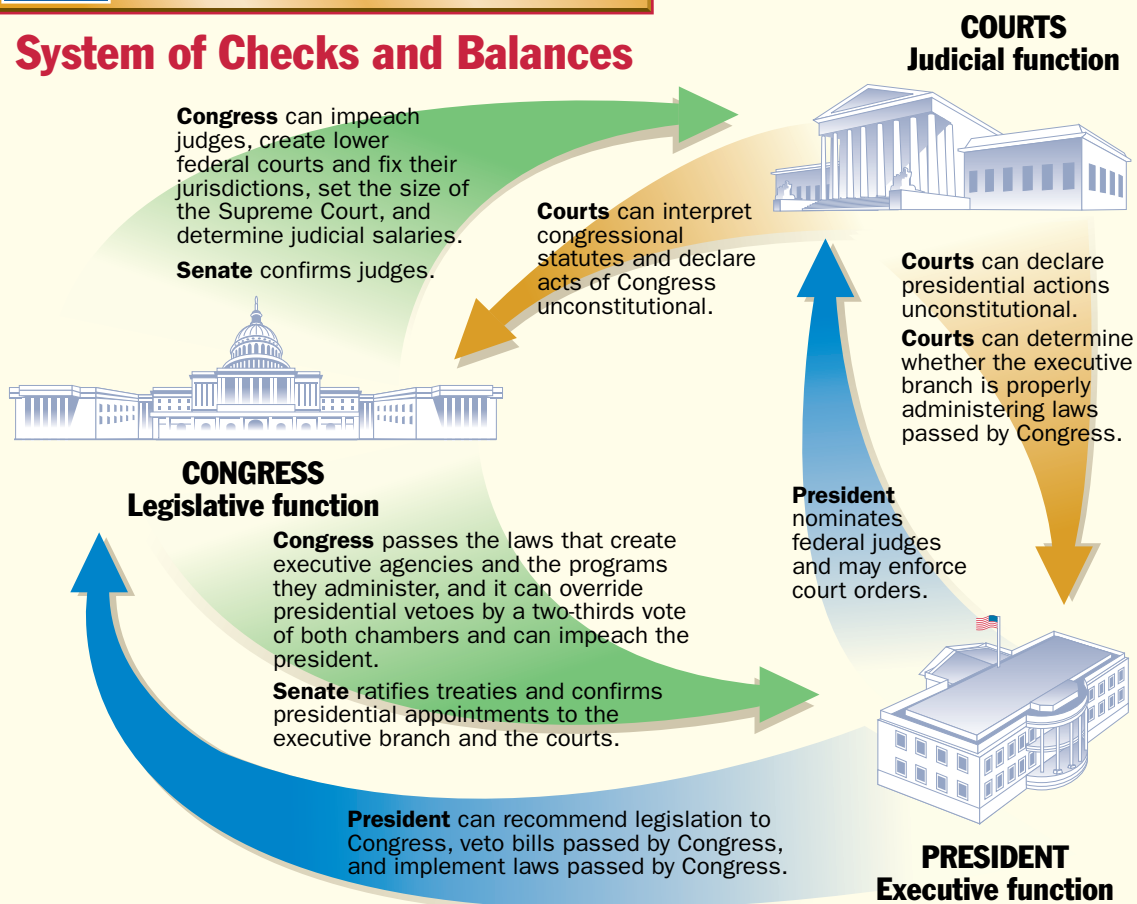 System of Checks and Balances
COURTS
Judicial function
Congress can impeach
judges, create lower
federal courts and fix their
jurisdictions, set the size of
the Supreme Court, and
determine judicial salaries.
Senate confirms judges.
Courts can interpret
congressional
statutes and declare
acts of Congress
unconstitutional.
Courts can declare
presidential actions
unconstitutional.
Courts can determine
whether the executive
branch is properly
administering laws
passed by Congress.
CONGRESS
Legislative function
President
nominates
federal judges
and may enforce
court orders.
Congress passes the laws that create
executive agencies and the programs
they administer, and it can override
presidential vetoes by a two-thirds vote
of both chambers and can impeach the
president.
Senate ratifies treaties and confirms
presidential appointments to the
executive branch and the courts.
President can recommend legislation to
Congress, veto bills passed by Congress,
and implement laws passed by Congress.
PRESIDENT
Executive function